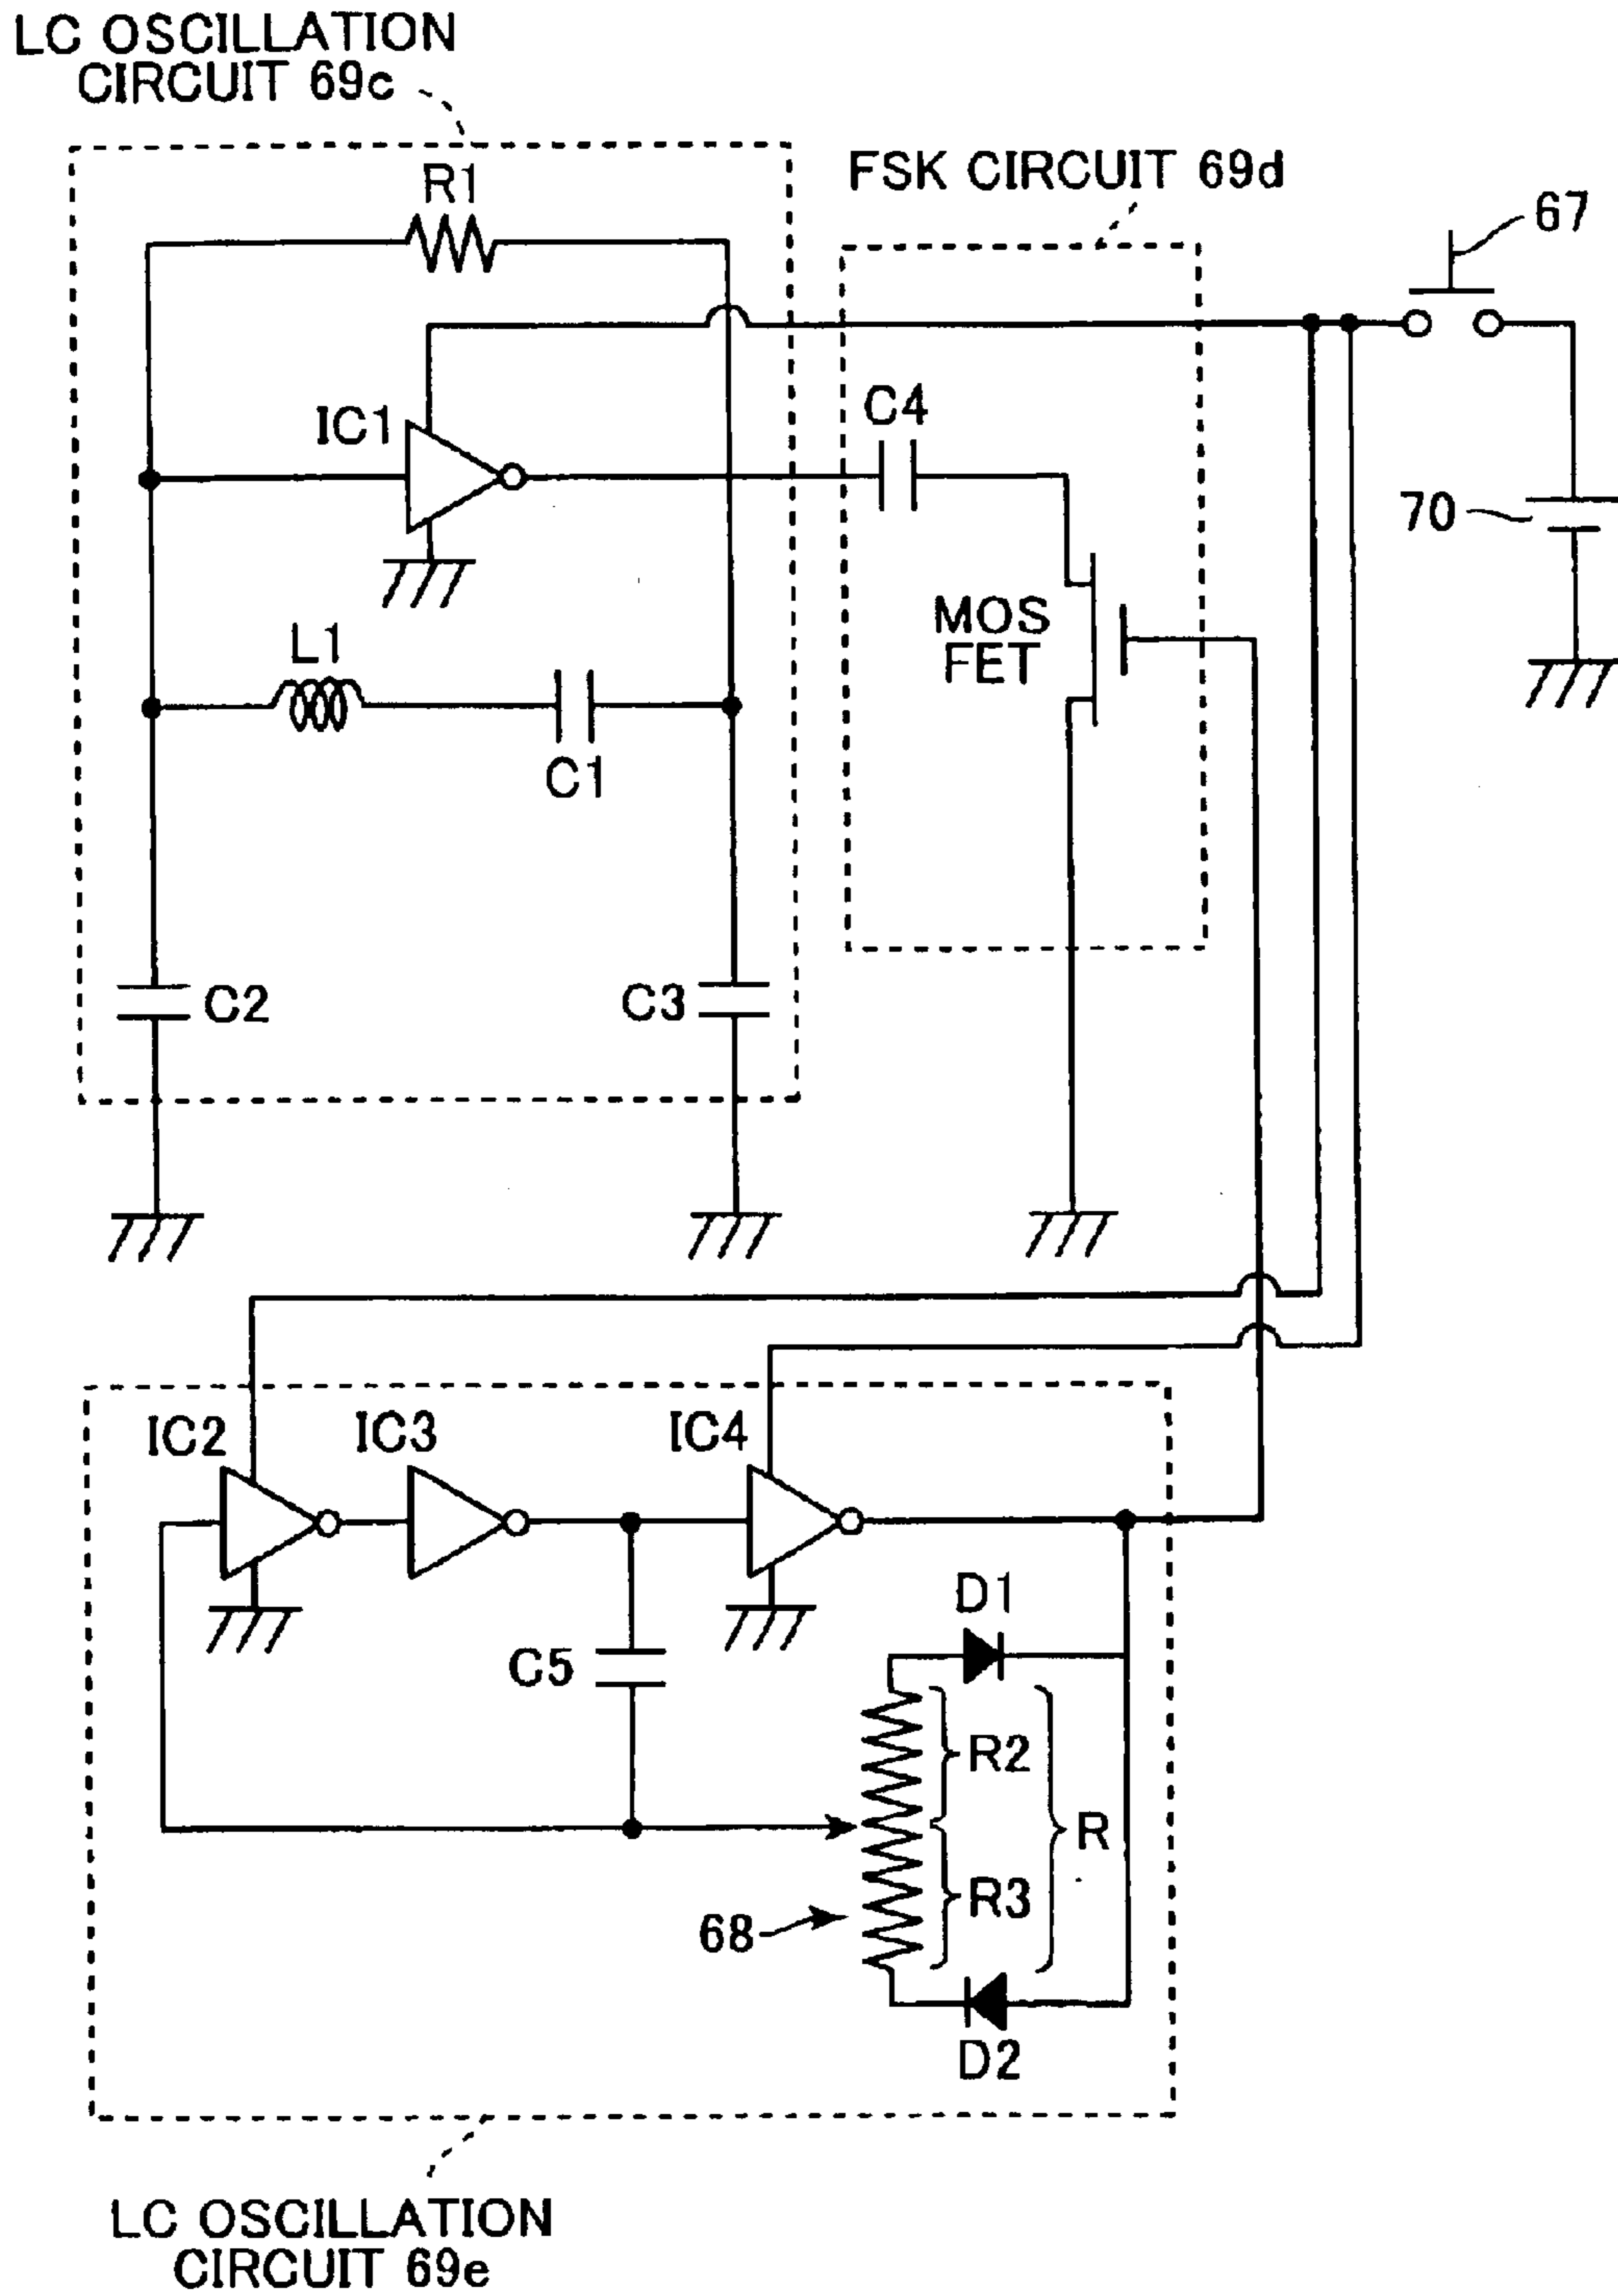 LC OSCILLATION
CIRCUIT 69c
FSK CIRCUIT 69d
R1
67
C4
IC1
70
MOS
FET
L1
C1
C2
C3
IC2
IC3
IC4
D1
C5
R2
R
R3
68
D2
LC OSCILLATION
CIRCUIT 69e